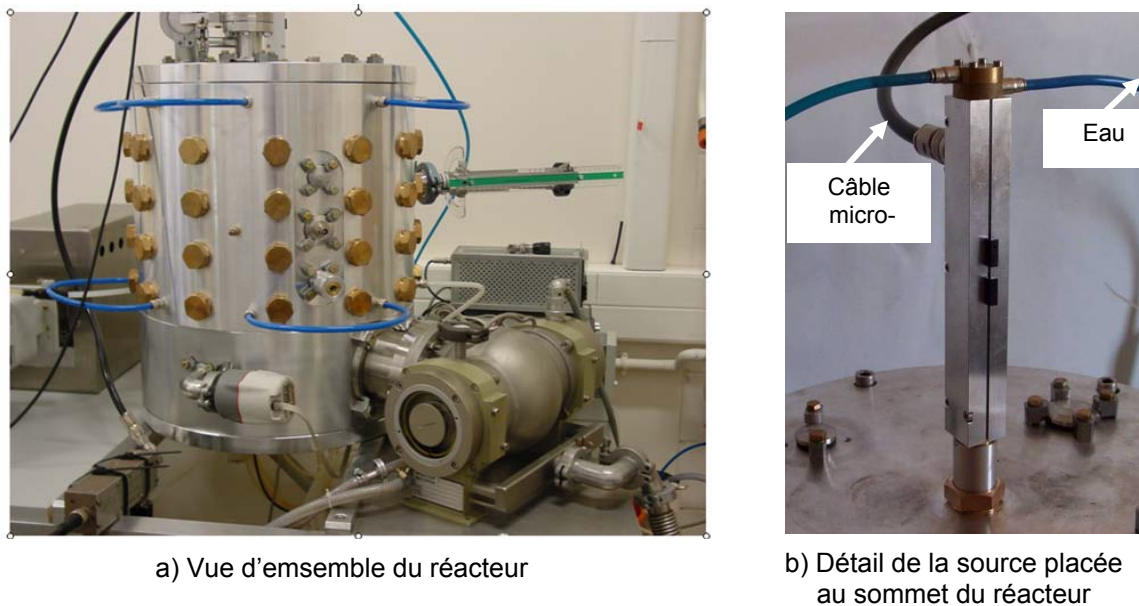 Câble
micro-
Eau
a) Vue d’emsemble du réacteur
b) Détail de la source placée
au sommet du réacteur